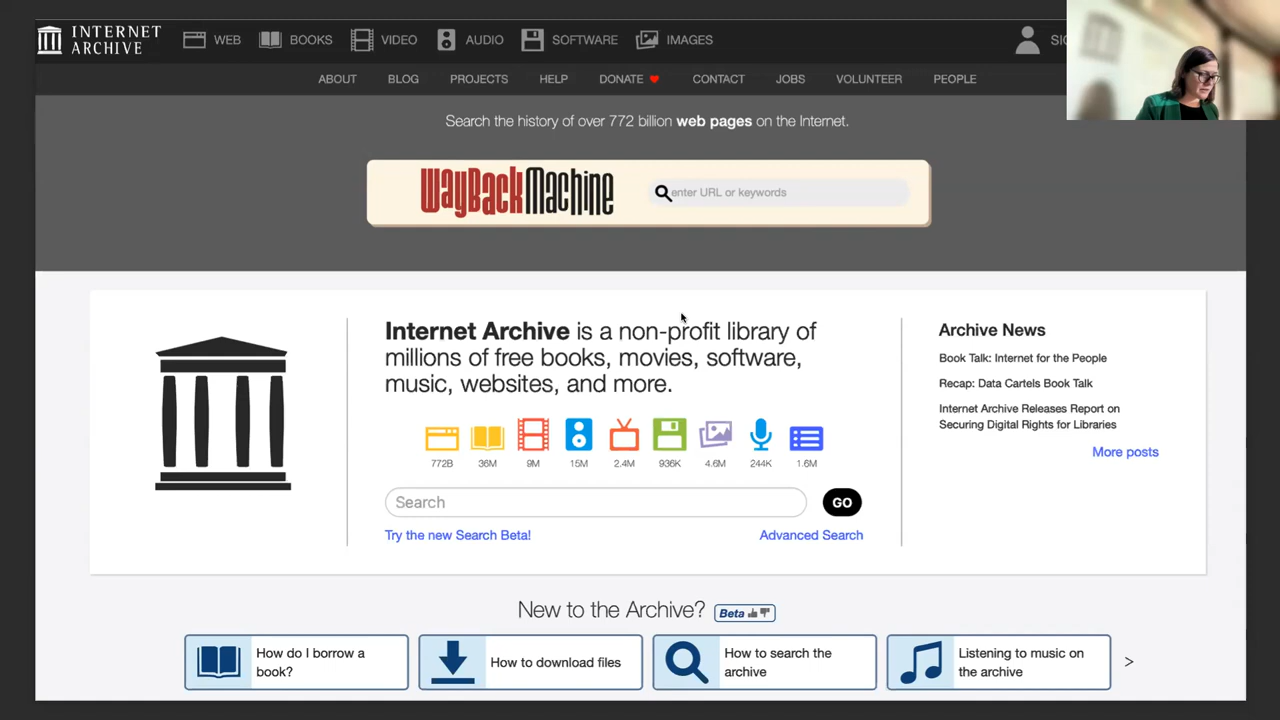 INTERNET
ARCHIVE
WEB
BOOKS
VIDEO
AUDIO
SOFTWARE
IMAGES
ABOUT
BLOG
PROJECTS
HELP
DONATE
CONTACT
JOBS
VOLUNTEER
PEOPLE
Search the history of over 772 billion web pages on the Internet.
WayBackMachine
enter URL or keywords
Internet Archive is a non-profit library of
millions of free books, movies, software,
music, websites, and more.
772B
36M
9M
15M
2.4M
936K
4.6M
244K
1.6M
Search
GO
Try the new Search Beta!
Advanced Search
Archive News
Book Talk: Internet for the People
Recap: Data Cartels Book Talk
Internet Archive Releases Report on
Securing Digital Rights for Libraries
More posts
New to the Archive?
Beta
How do I borrow a
book?
How to download files
How to search the
archive
Listening to music on
the archive
>